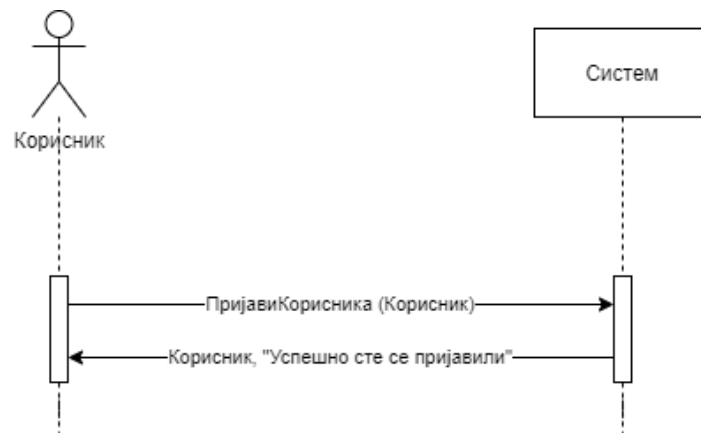 Корисник
Систем
ПријавиКорисника (Корисник)
Корисник, "Успешно сте се пријавили"